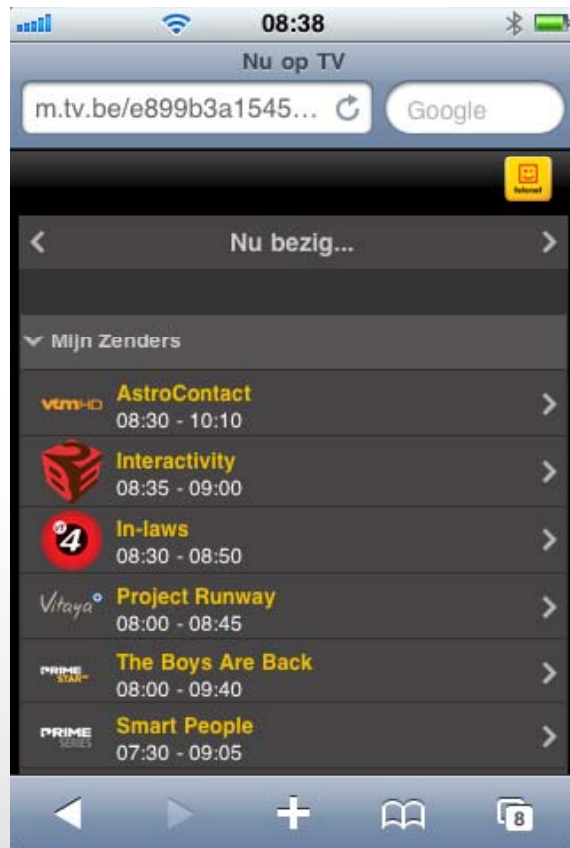 08:38
Nu op TV
m.tv.be/e899b3a1545...
Google
telenet
Nu bezig...
Mijn Zenders
vtmHD
AstroContact
08:30 - 10:10
Interactivity
08:35 - 09:00
4
In-laws
08:30 - 08:50
Vitaya
Project Runway
08:00 - 08:45
PRIME
STAR
The Boys Are Back
08:00 - 09:40
PRIME
SERIES
Smart People
07:30 - 09:05
8